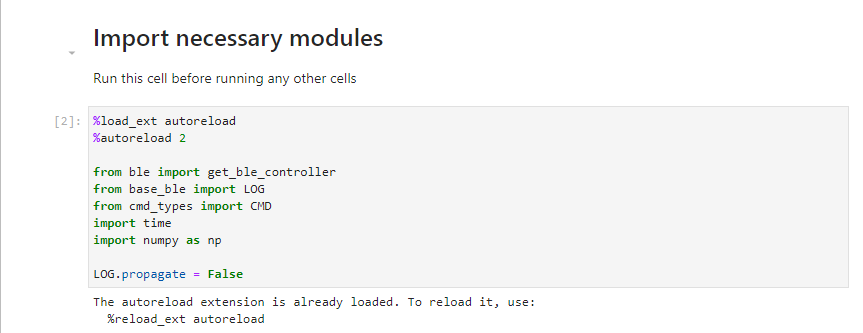 Import necessary modules
Run this cell before running any other cells
[2]:
%load_ext autoreload
%autoreload 2
from ble import get_ble_controller
from base_ble import LOG
from cmd_types import CMD
import time
import numpy as np
LOG.propagate = False
The autoreload extension is already loaded. To reload it, use:
  %reload_ext autoreload